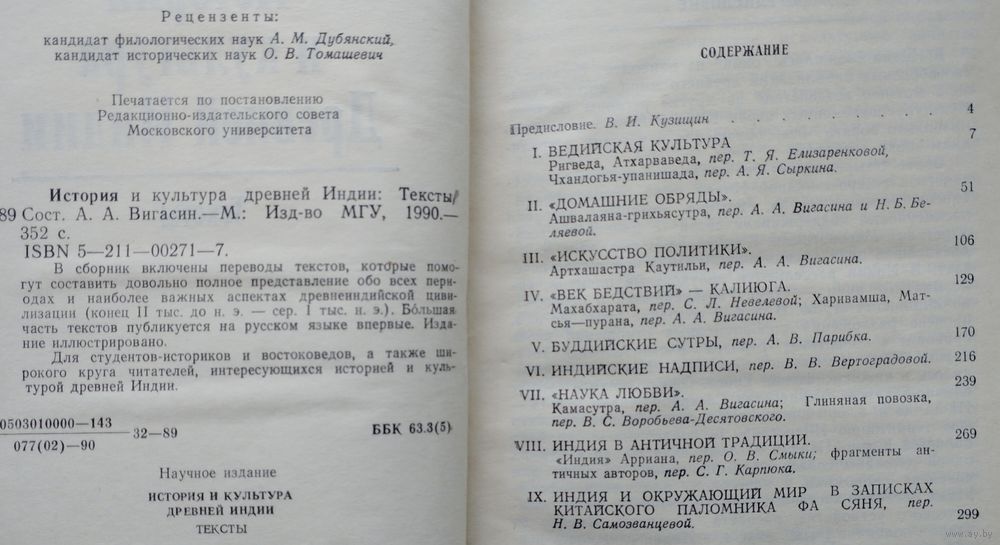 Рецензенты:
кандидат филологических наук А. М. Дубянский,
кандидат исторических наук О. В. Томашевич
Печатается по постановлению
Редакционно-издательского совета
Московского университета
История и культура древней Индии: Тексты/
89 Сост. А. А. Вигасин.—М.: Изд-во МГУ, 1990.—
352 с.
ISBN 5—211—00271—7.
В сборник включены переводы текстов, которые помо-
гут составить довольно полное представление обо всех пери-
одах и наиболее важных аспектах древнеиндийской циви-
лизации (конец II тыс. до н. э. — сер. I тыс. н. э.). Бо́льшая
часть текстов публикуется на русском языке впервые. Изда-
ние иллюстрировано.
Для студентов-историков и востоковедов, а также ши-
рокого круга читателей, интересующихся историей и куль-
турой древней Индии.
0503010000—143
077(02)—90
32—89
ББК 63.3(5)
Научное издание
ИСТОРИЯ И КУЛЬТУРА
ДРЕВНЕЙ ИНДИИ
ТЕКСТЫ
СОДЕРЖАНИЕ
Предисловие. В. И. Кузищин . . . . . . . . . . 4
I. ВЕДИЙСКАЯ КУЛЬТУРА 7
Ригведа, Атхарваведа, пер. Т. Я. Елизаренковой,
Чхандогья-упанишада, пер. А. Я. Сыркина.
II. «ДОМАШНИЕ ОБРЯДЫ». 51
Ашвалаяна-грихьясутра, пер. А. А. Вигасина и Н. Б. Бе-
ляевой.
III. «ИСКУССТВО ПОЛИТИКИ». 106
Артхашастра Каутильи, пер. А. А. Вигасина.
IV. «ВЕК БЕДСТВИЙ» — КАЛИЮГА. 129
Махабхарата, пер. С. Л. Невелевой; Харивамша, Мат-
сья—пурана, пер. А. А. Вигасина.
V. БУДДИЙСКИЕ СУТРЫ, пер. А. В. Парибка. 170
VI. ИНДИЙСКИЕ НАДПИСИ, пер. В. В. Вертоградовой. 216
VII. «НАУКА ЛЮБВИ». 239
Камасутра, пер. А. А. Вигасина; Глиняная повозка,
пер. В. С. Воробьева-Десятовского.
VIII. ИНДИЯ В АНТИЧНОЙ ТРАДИЦИИ. 269
«Индия» Арриана, пер. О. В. Смыки; фрагменты ан-
тичных авторов, пер. С. Г. Карпюка.
IX. ИНДИЯ И ОКРУЖАЮЩИЙ МИР В ЗАПИСКАХ
КИТАЙСКОГО ПАЛОМНИКА ФА СЯНЯ, пер.
Н. В. Самозванцевой. 299
www.ay.by